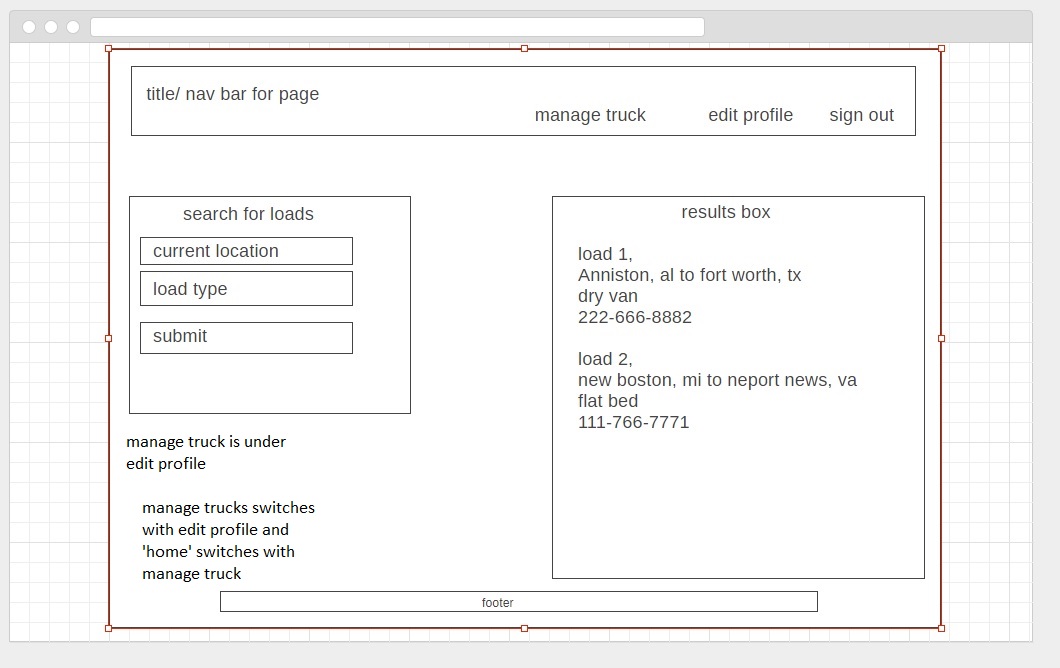 title/ nav bar for page
manage truck
edit profile
sign out
search for loads
current location
load type
submit
results box
load 1,
Anniston, al to fort worth, tx
dry van
222-666-8882
load 2,
new boston, mi to neport news, va
flat bed
111-766-7771
manage truck is under
edit profile
manage trucks switches
with edit profile and
'home' switches with
manage truck
footer